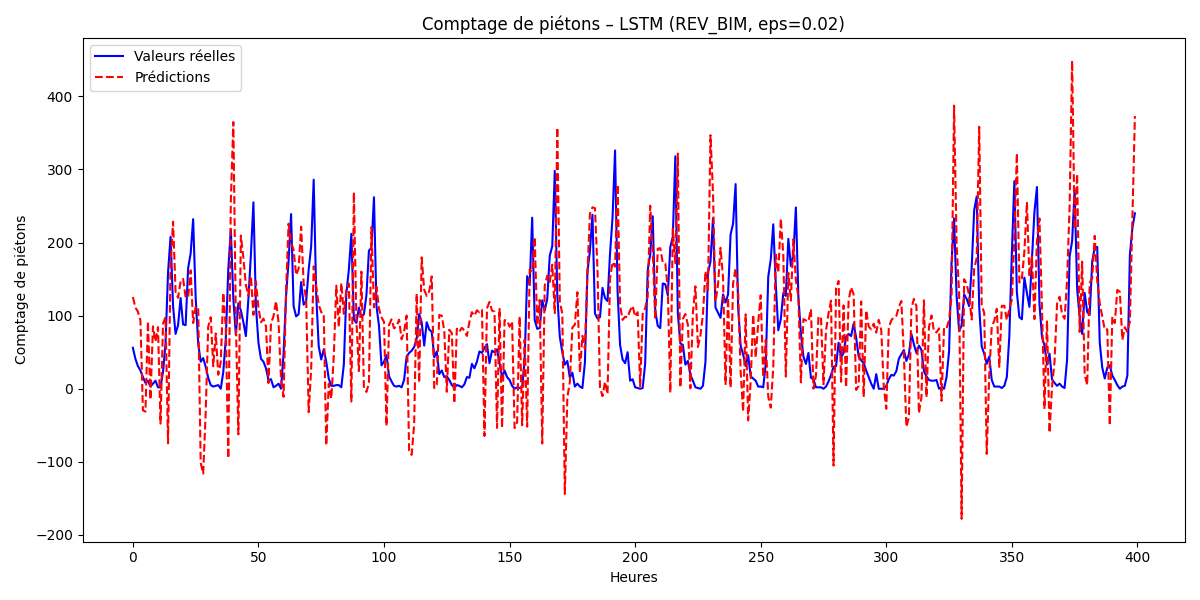 Comptage de piétons – LSTM (REV_BIM, eps=0.02)
Valeurs réelles
Prédictions
Comptage de piétons
400
300
200
100
0
−100
−200
0 50 100 150 200 250 300 350 400
Heures